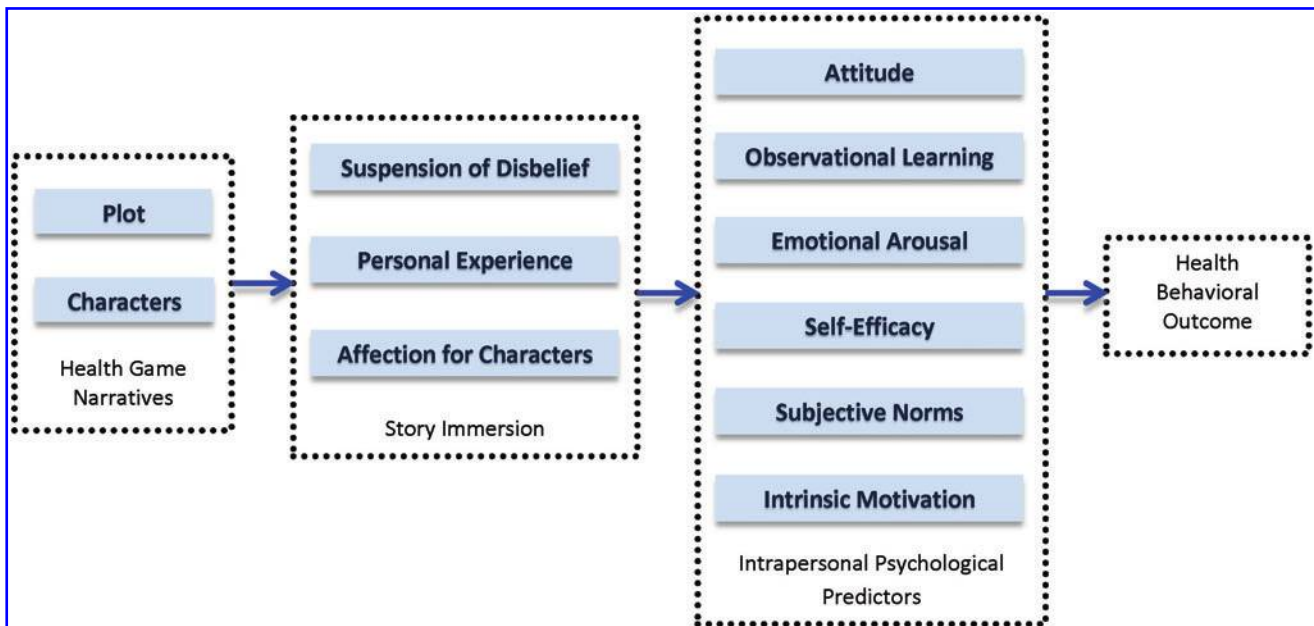 Plot
Characters
Health Game
Narratives
Suspension of Disbelief
Personal Experience
Affection for Characters
Story Immersion
Attitude
Observational Learning
Emotional Arousal
Self-Efficacy
Subjective Norms
Intrinsic Motivation
Intrapersonal Psychological
Predictors
Health
Behavioral
Outcome